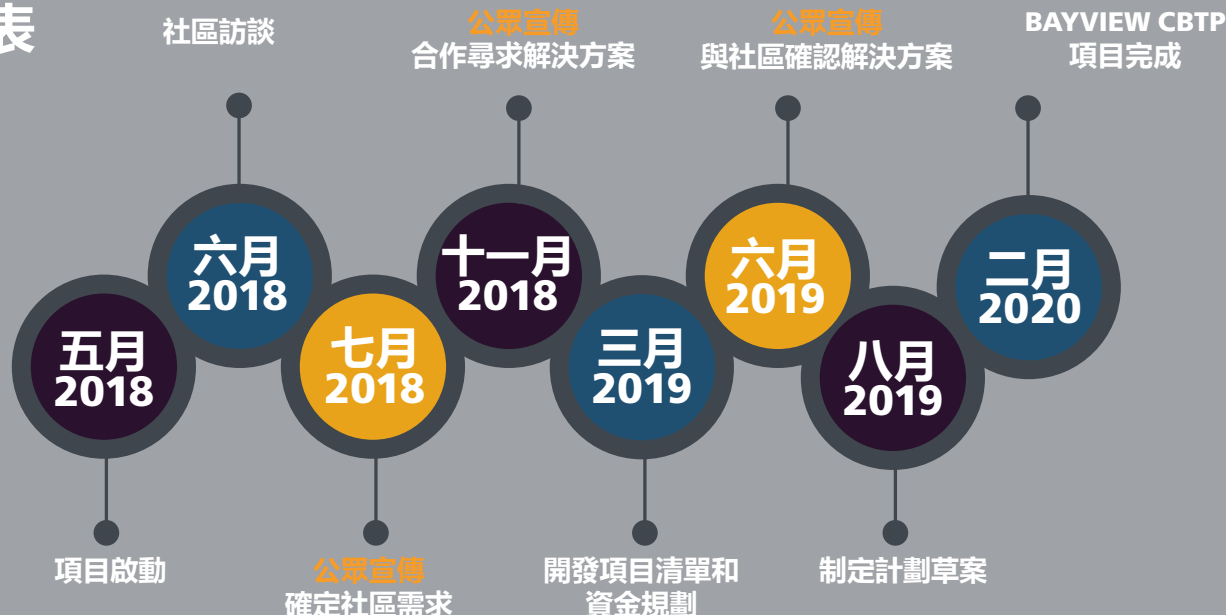 表
社區訪談
公眾宣傳
合作尋求解決方案
公眾宣傳
與社區確認解決方案
BAYVIEW CBTP
項目完成
五月
2018
六月
2018
七月
2018
十一月
2018
三月
2019
六月
2019
八月
2019
二月
2020
項目啟動
公眾宣傳
確定社區需求
開發項目清單和
資金規劃
制定計劃草案